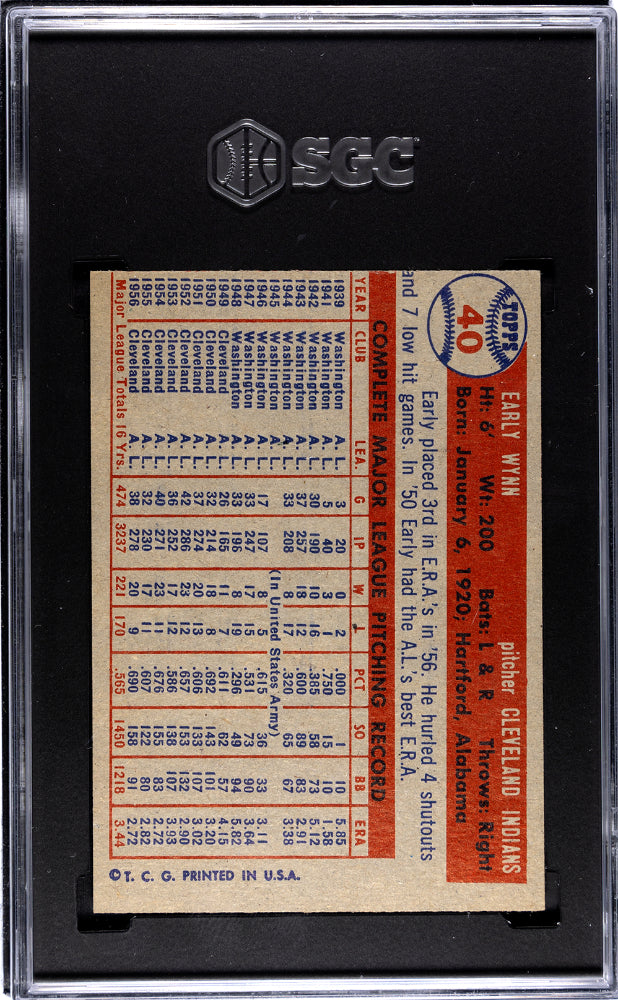 SGC
TOPPS
40
EARLY WYNN pitcher CLEVELAND INDIANS
Ht: 6' Wt: 200 Bats: L & R Throws: Right
Born: January 6, 1920; Hartford, Alabama
Early placed 3rd in E.R.A.'s in '56. He hurled 4 shutouts
and 7 low hit games. In '50 Early had the A.L.'s best E.R.A.
COMPLETE MAJOR LEAGUE PITCHING RECORD
YEAR CLUB LEA. G IP W L PCT SO BB ERA
1939 Washington A. L. 3 20 0 2 .000 1 10 5.85
1941 Washington A. L. 5 40 3 1 .750 15 10 1.58
1942 Washington A. L. 30 190 10 16 .385 58 73 5.12
1943 Washington A. L. 37 257 18 12 .600 89 83 2.91
1944 Washington A. L. 33 208 8 17 .320 65 67 3.38
1945 Washington A. L. (In United States Army)
1946 Washington A. L. 17 107 8 5 .615 36 33 3.11
1947 Washington A. L. 33 247 17 15 .531 73 90 3.64
1948 Washington A. L. 33 198 8 19 .296 49 94 5.82
1949 Cleveland A. L. 26 165 11 7 .611 62 57 4.15
1950 Cleveland A. L. 32 214 18 8 .692 143 101 3.20
1951 Cleveland A. L. 37 274 20 13 .606 133 107 3.02
1952 Cleveland A. L. 42 286 23 12 .657 153 132 2.90
1953 Cleveland A. L. 36 252 17 12 .586 138 107 3.93
1954 Cleveland A. L. 40 271 23 11 .676 155 83 2.72
1955 Cleveland A. L. 32 230 17 11 .607 122 80 2.82
1956 Cleveland A. L. 38 278 20 9 .690 158 91 2.72
Major League Totals 16 Yrs. 474 3237 221 170 .565 1450 1218 3.44
© T. C. G. PRINTED IN U.S.A.